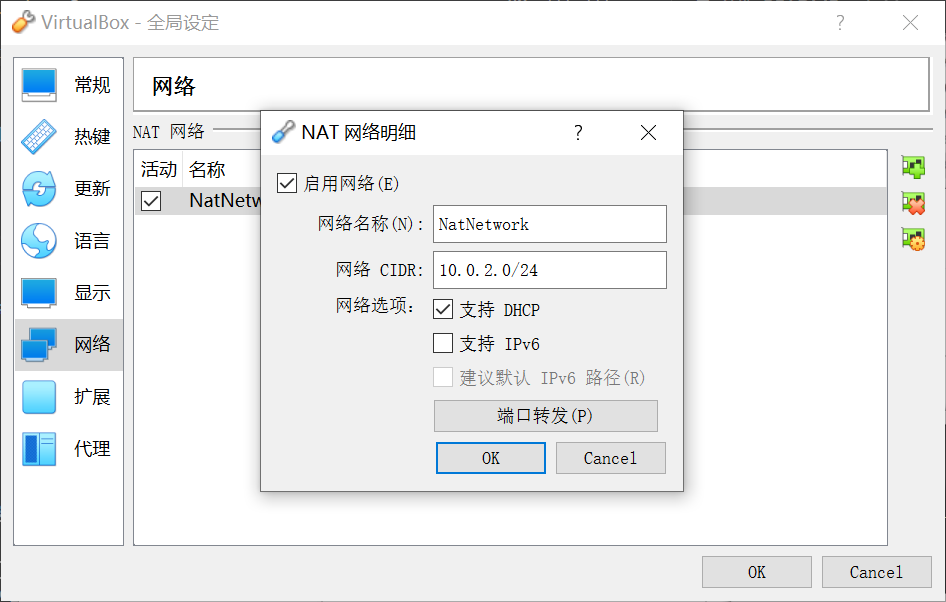 VirtualBox - 全局设定
?
常规
热键
更新
语言
显示
网络
扩展
代理
网络
NAT 网络
活动 名称
NatNetw
NAT 网络明细
?
启用网络(E)
网络名称(N): NatNetwork
网络 CIDR: 10.0.2.0/24
网络选项: 支持 DHCP
支持 IPv6
建议默认 IPv6 路径(R)
端口转发(P)
OK Cancel
OK Cancel